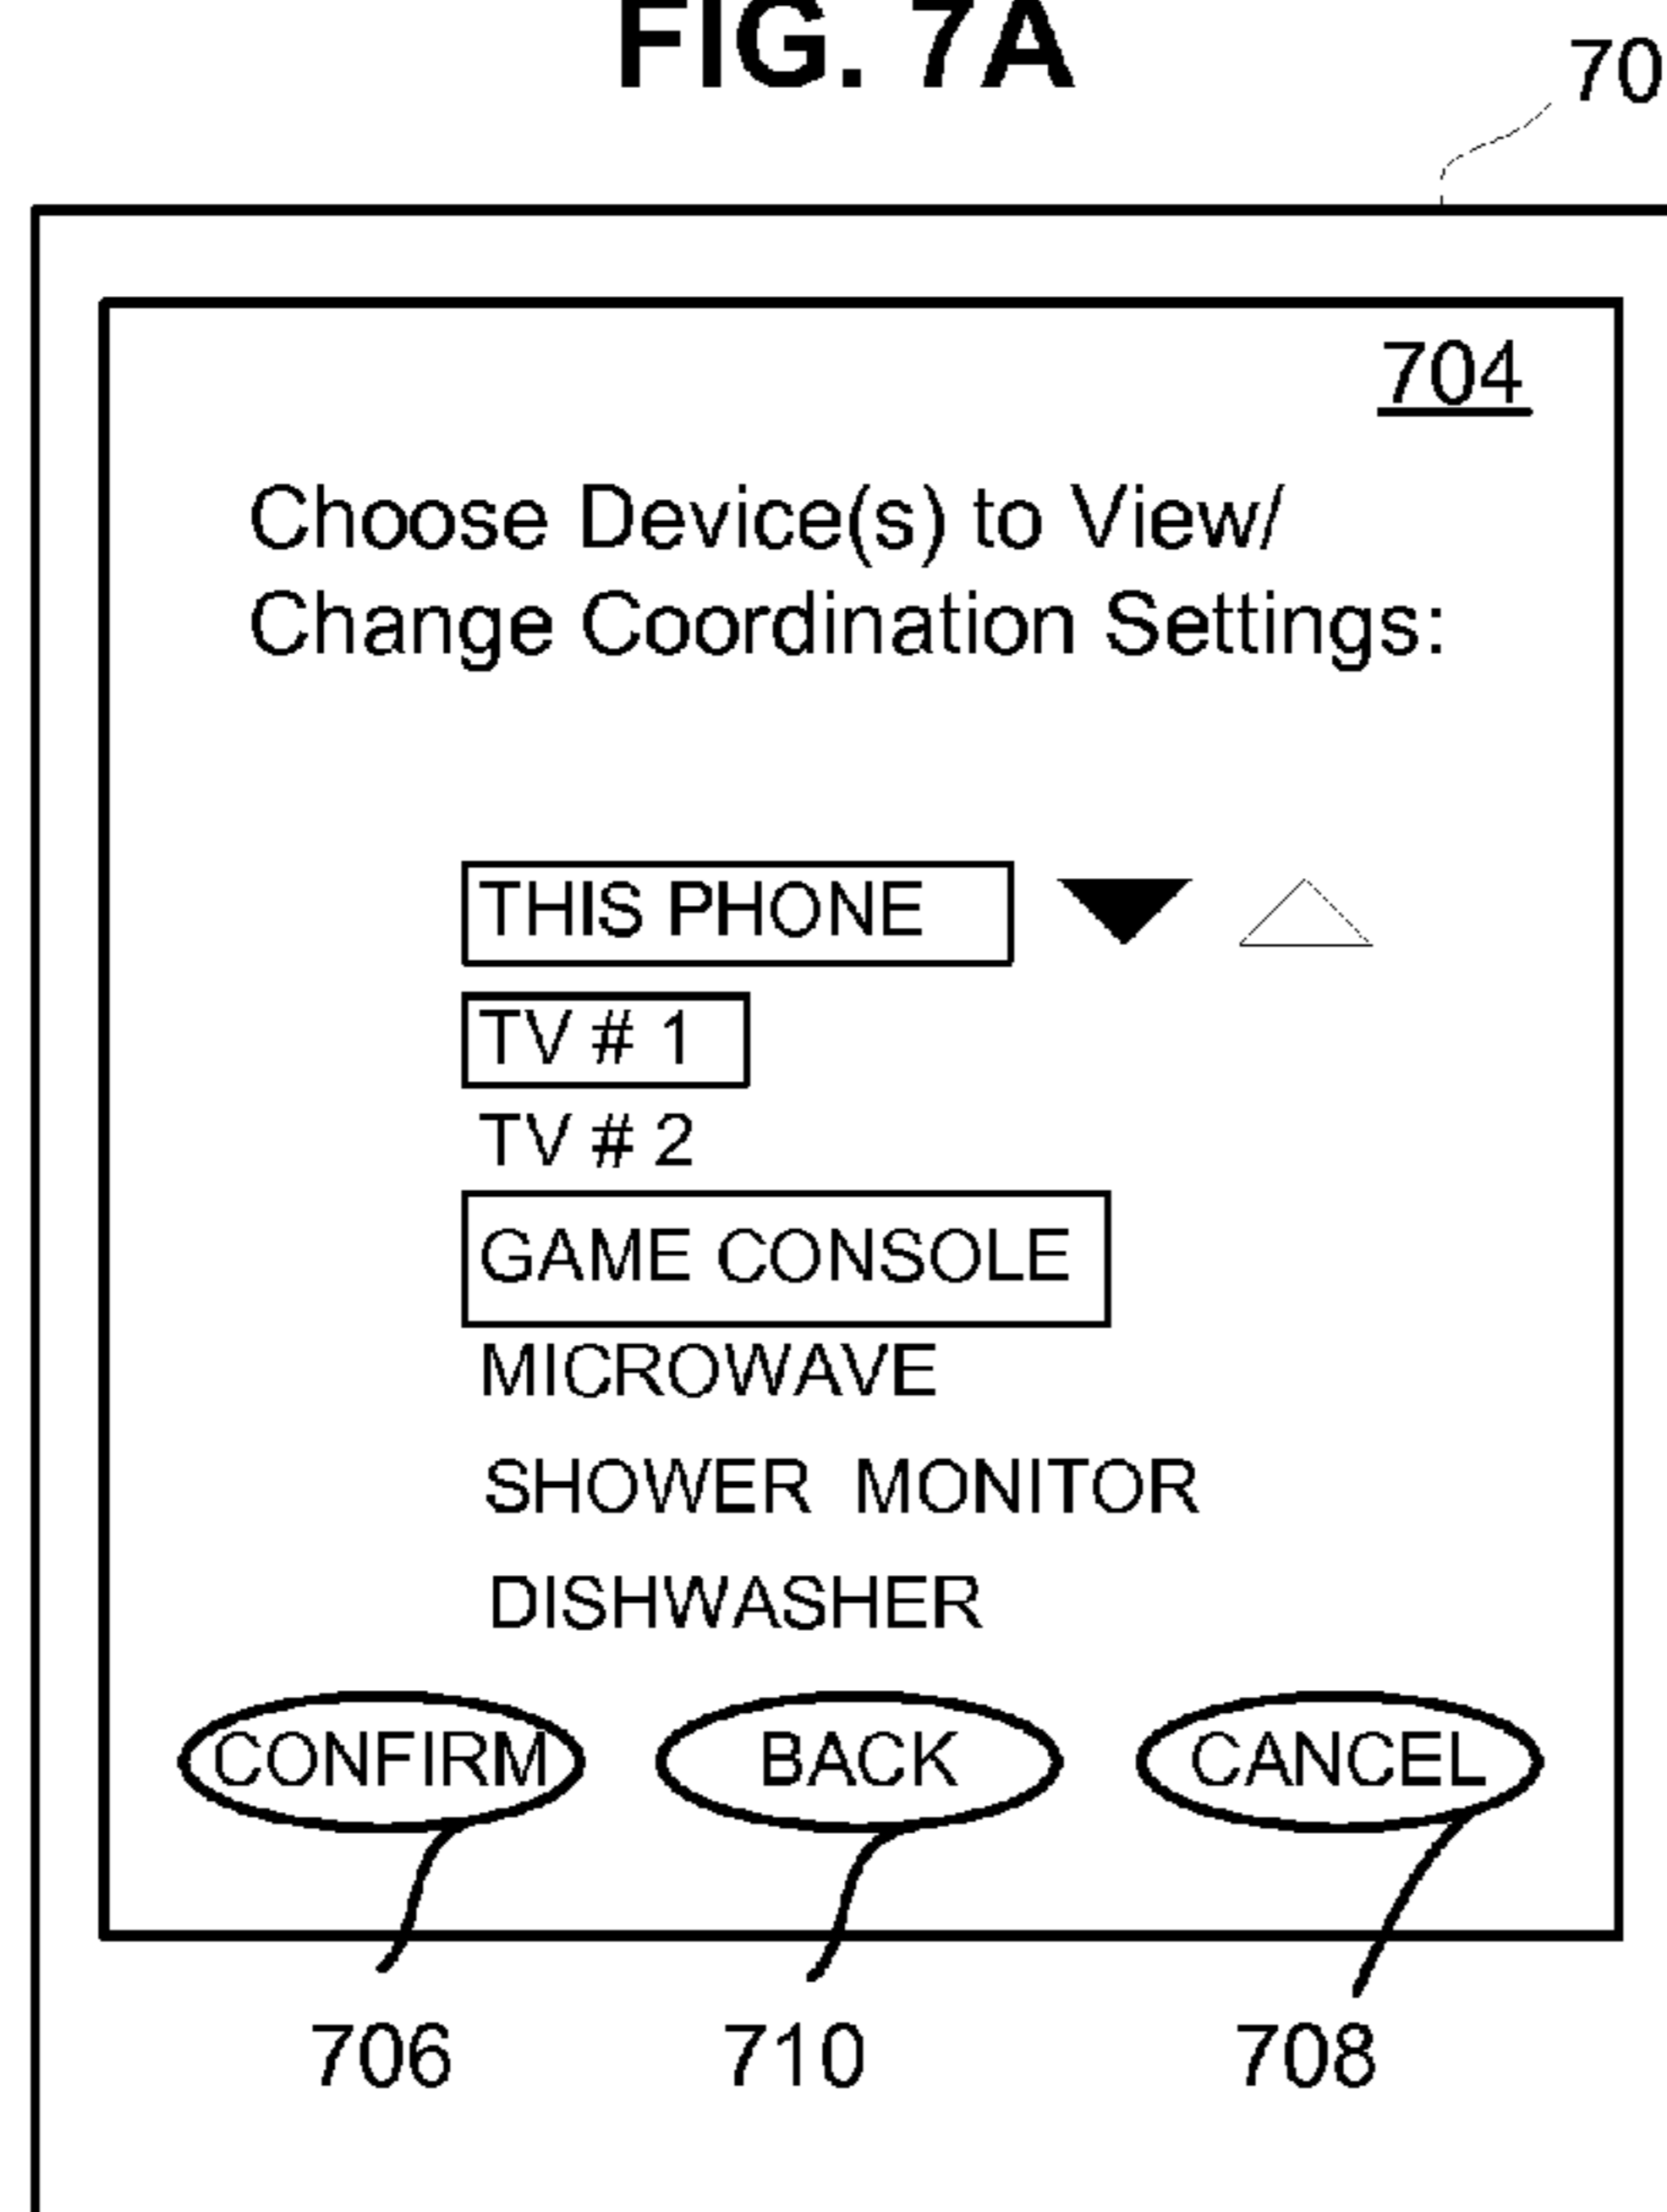 FIG. 7A
70
704
Choose Device(s) to View/
Change Coordination Settings:
THIS PHONE
TV # 1
TV # 2
GAME CONSOLE
MICROWAVE
SHOWER MONITOR
DISHWASHER
CONFIRM BACK CANCEL
706 710 708